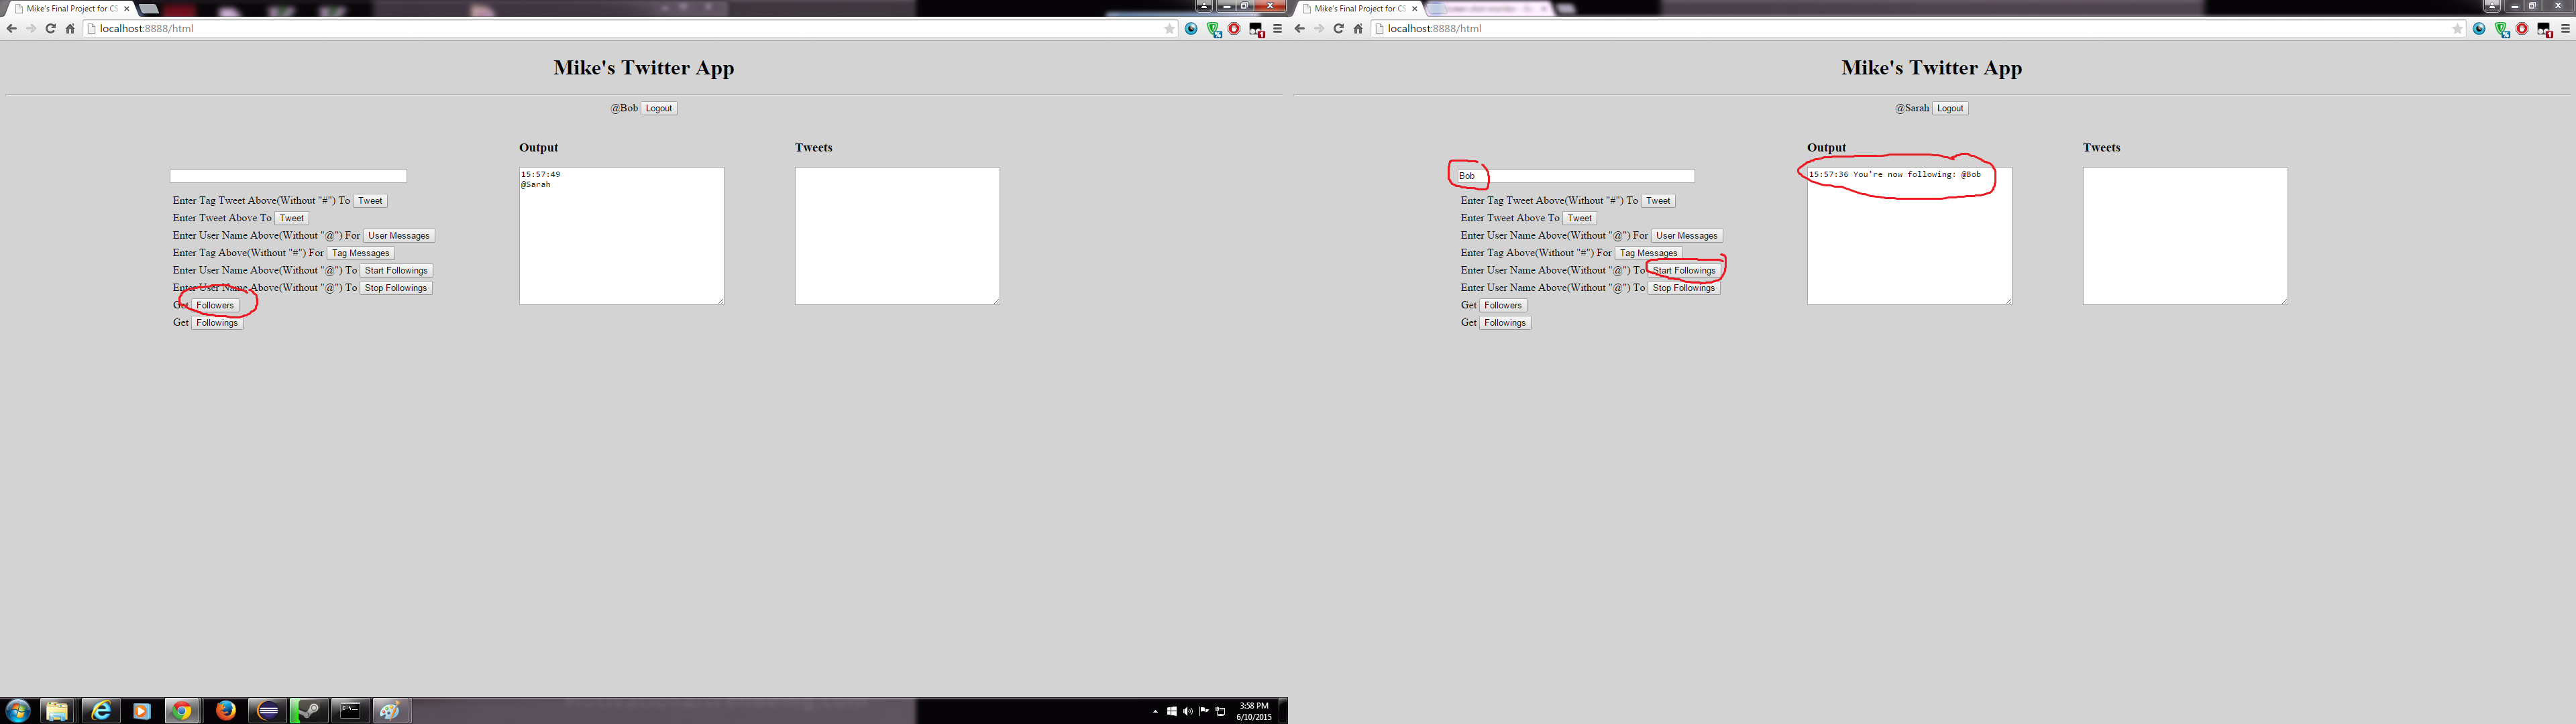 Mike's Final Project for CS
localhost:8888/html
Mike's Twitter App
@Bob Logout
Output
Tweets
15:57:49
@Sarah
Enter Tag Tweet Above(Without "#") To Tweet
Enter Tweet Above To Tweet
Enter User Name Above(Without "@") For User Messages
Enter Tag Above(Without "#") For Tag Messages
Enter User Name Above(Without "@") To Start Followings
Enter User Name Above(Without "@") To Stop Followings
Get Followers
Get Followings
3:58 PM
6/10/2015
Mike's Final Project for CS
localhost:8888/html
Mike's Twitter App
@Sarah Logout
Output
Tweets
Bob
15:57:36 You're now following: @Bob
Enter Tag Tweet Above(Without "#") To Tweet
Enter Tweet Above To Tweet
Enter User Name Above(Without "@") For User Messages
Enter Tag Above(Without "#") For Tag Messages
Enter User Name Above(Without "@") To Start Followings
Enter User Name Above(Without "@") To Stop Followings
Get Followers
Get Followings